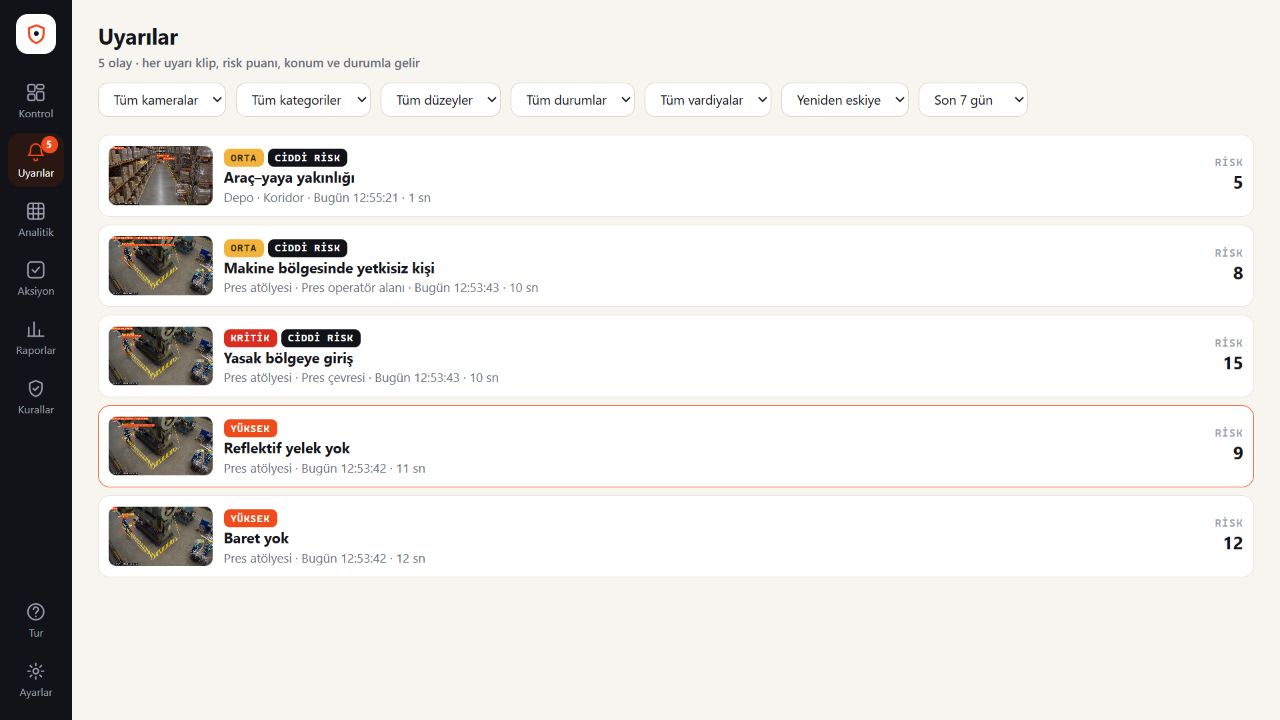 Uyarılar
5 olay · her uyarı klip, risk puanı, konum ve durumla gelir
Tüm kameralar
Tüm kategoriler
Tüm düzeyler
Tüm durumlar
Tüm vardiyalar
Yeniden eskiye
Son 7 gün
Kontrol
5
Uyarılar
Analitik
Aksiyon
Raporlar
Kurallar
Tur
Ayarlar
ORTA CİDDİ RİSK
Araç–yaya yakınlığı
Depo · Koridor · Bugün 12:55:21 · 1 sn
RİSK
5
ORTA CİDDİ RİSK
Makine bölgesinde yetkisiz kişi
Pres atölyesi · Pres operatör alanı · Bugün 12:53:43 · 10 sn
RİSK
8
KRİTİK CİDDİ RİSK
Yasak bölgeye giriş
Pres atölyesi · Pres çevresi · Bugün 12:53:43 · 10 sn
RİSK
15
YÜKSEK
Reflektif yelek yok
Pres atölyesi · Bugün 12:53:42 · 11 sn
RİSK
9
YÜKSEK
Baret yok
Pres atölyesi · Bugün 12:53:42 · 12 sn
RİSK
12